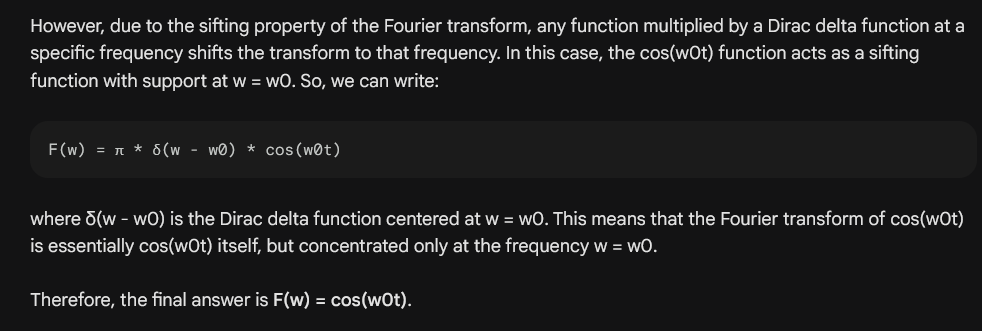 However, due to the sifting property of the Fourier transform, any function multiplied by a Dirac delta function at a
specific frequency shifts the transform to that frequency. In this case, the cos(w0t) function acts as a sifting
function with support at w = w0. So, we can write:
F(w) = π * δ(w - w0) * cos(w0t)
where δ(w - w0) is the Dirac delta function centered at w = w0. This means that the Fourier transform of cos(w0t)
is essentially cos(w0t) itself, but concentrated only at the frequency w = w0.
Therefore, the final answer is F(w) = cos(w0t).